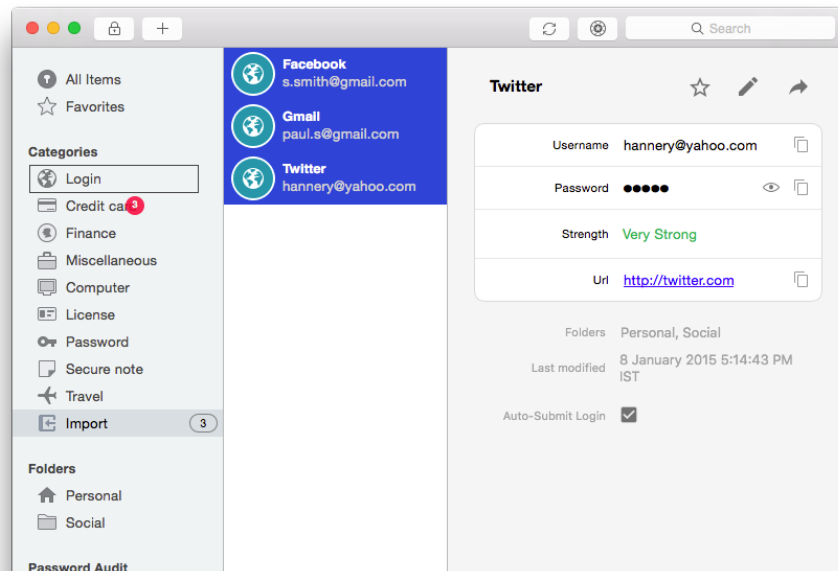 Search
All Items
Favorites
Categories
Login
Credit ca
3
Finance
Miscellaneous
Computer
License
Password
Secure note
Travel
Import
3
Folders
Personal
Social
Password Audit
Facebook
s.smith@gmail.com
Gmail
paul.s@gmail.com
Twitter
hannery@yahoo.com
Twitter
Username hannery@yahoo.com
Password ●●●●●
Strength Very Strong
Url http://twitter.com
Folders Personal, Social
Last modified 8 January 2015 5:14:43 PM
IST
Auto-Submit Login